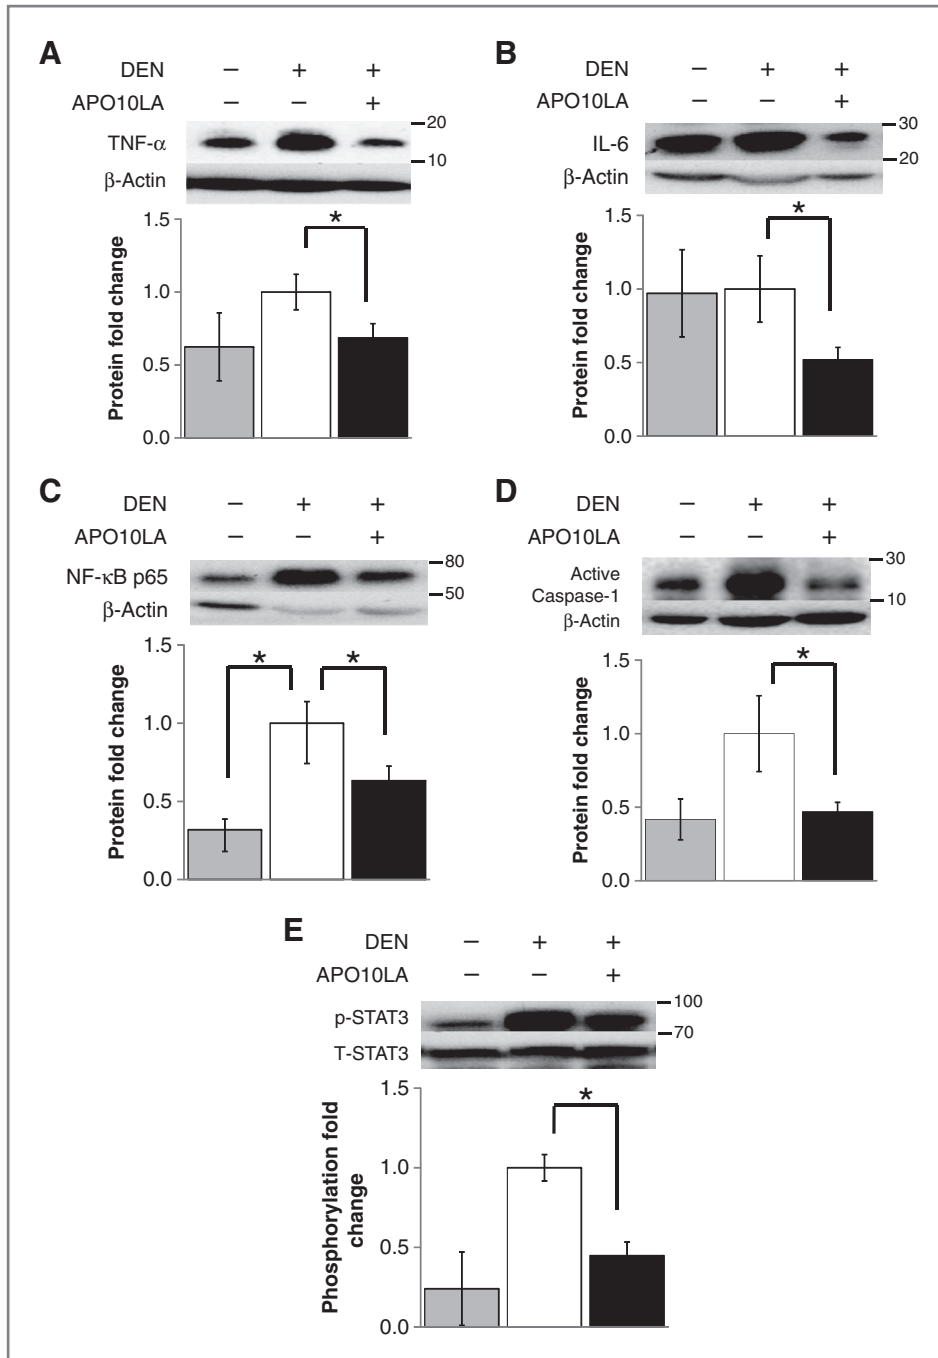 A
DEN − + +
APO10LA − − +
TNF-α
20
10
β-Actin
Protein fold change
1.5
1.0
0.5
0.0
*
B
DEN − + +
APO10LA − − +
IL-6
30
20
β-Actin
Protein fold change
1.5
1.0
0.5
0.0
*
C
DEN − + +
APO10LA − − +
NF-κB p65
80
50
β-Actin
Protein fold change
1.5
1.0
0.5
0.0
* *
D
DEN − + +
APO10LA − − +
Active
Caspase-1
30
10
β-Actin
Protein fold change
1.5
1.0
0.5
0.0
*
E
DEN − + +
APO10LA − − +
p-STAT3
100
70
T-STAT3
Phosphorylation fold
change
1.5
1.0
0.5
0.0
*